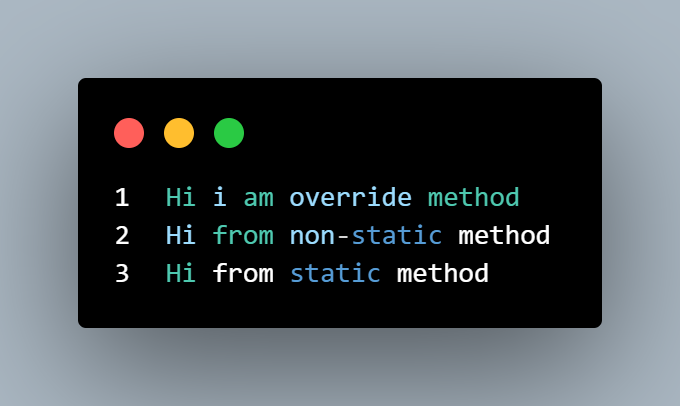 1 Hi i am override method
2 Hi from non-static method
3 Hi from static method